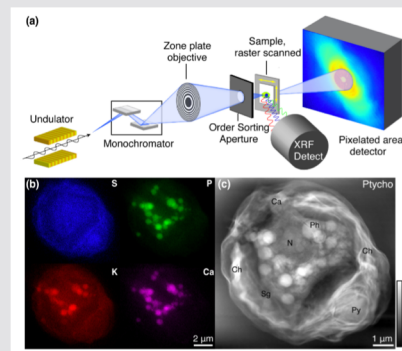 (a)
Zone plate
objective
Sample,
raster scanned
Undulator
Monochromator
Order Sorting
Aperture
XRF
Detect
Pixelated area
detector
(b)
S
P
K
Ca
2 µm
(c)
Ptycho
Ca
Ph
N
Ch
Ch
Sg
Py
1 µm